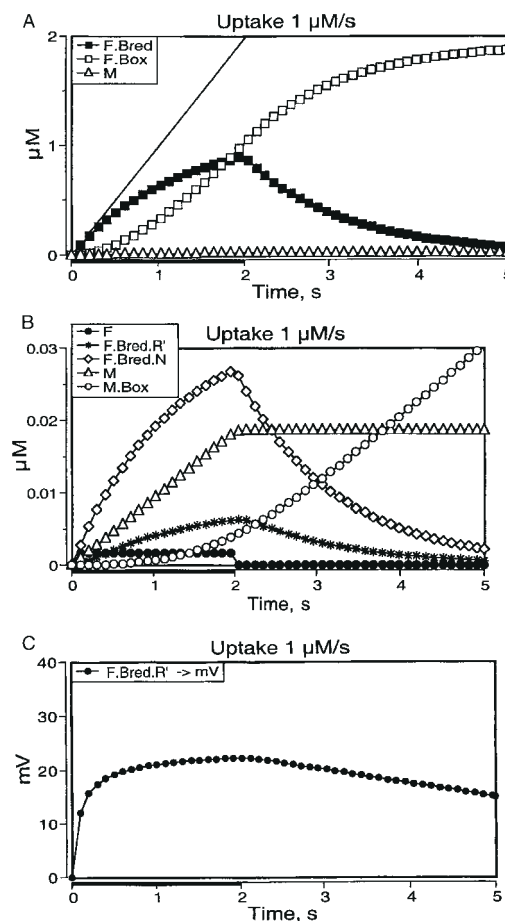 A
Uptake 1 µM/s
F.Bred
F.Box
M
2
1
0
µM
0 1 2 3 4 5
Time, s
B
Uptake 1 µM/s
F
F.Bred.R'
F.Bred.N
M
M.Box
0.03
0.02
0.01
0
µM
0 1 2 3 4 5
Time, s
C
Uptake 1 µM/s
F.Bred.R' -> mV
40
30
20
10
0
mV
0 1 2 3 4 5
Time, s